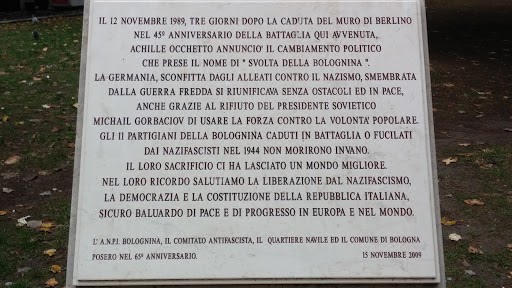 IL 12 NOVEMBRE 1989, TRE GIORNI DOPO LA CADUTA DEL MURO DI BERLINO
NEL 45º ANNIVERSARIO DELLA BATTAGLIA QUI AVVENUTA,
ACHILLE OCCHETTO ANNUNCIO' IL CAMBIAMENTO POLITICO
CHE PRESE IL NOME DI " SVOLTA DELLA BOLOGNINA ".
LA GERMANIA, SCONFITTA DAGLI ALLEATI CONTRO IL NAZISMO, SMEMBRATA
DALLA GUERRA FREDDA SI RIUNIFICAVA SENZA OSTACOLI ED IN PACE,
ANCHE GRAZIE AL RIFIUTO DEL PRESIDENTE SOVIETICO
MICHAIL GORBACIOV DI USARE LA FORZA CONTRO LA VOLONTA' POPOLARE.
GLI 11 PARTIGIANI DELLA BOLOGNINA CADUTI IN BATTAGLIA O FUCILATI
DAI NAZIFASCISTI NEL 1944 NON MORIRONO INVANO.
IL LORO SACRIFICIO CI HA LASCIATO UN MONDO MIGLIORE.
NEL LORO RICORDO SALUTIAMO LA LIBERAZIONE DAL NAZIFASCISMO,
LA DEMOCRAZIA E LA COSTITUZIONE DELLA REPUBBLICA ITALIANA,
SICURO BALUARDO DI PACE E DI PROGRESSO IN EUROPA E NEL MONDO.
L'A.N.P.I. BOLOGNINA, IL COMITATO ANTIFASCISTA, IL QUARTIERE NAVILE ED IL COMUNE DI BOLOGNA
POSERO NEL 65º ANNIVERSARIO. 15 NOVEMBRE 2009